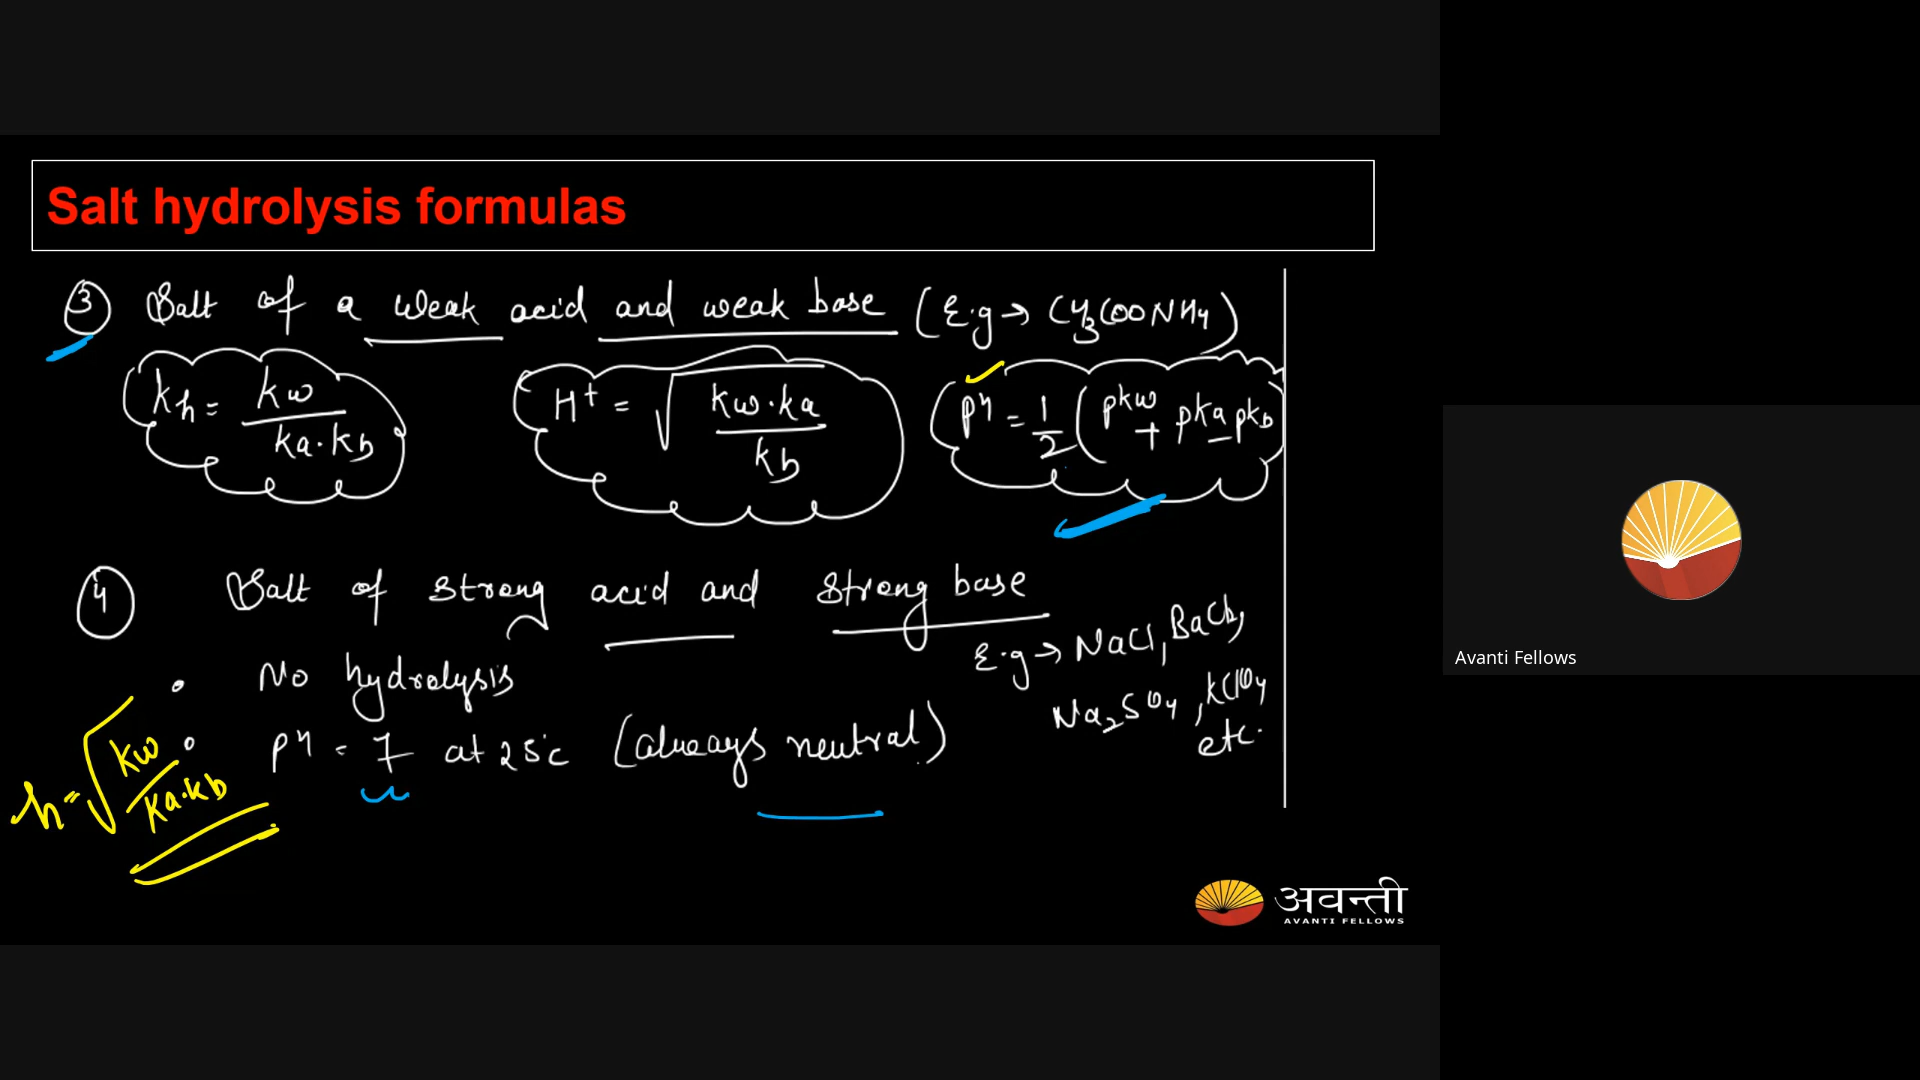 Salt hydrolysis formulas
③ Salt of a weak acid and weak base (E.g → CH3COONH4)
Kh = Kw / Ka.Kb
H+ = √(Kw.Ka / Kb)
pH = 1/2 (pKw + pKa - pKb
④ Salt of strong acid and strong base
E.g → NaCl, BaCl2,
Na2SO4, KClO4
etc.
• No hydrolysis
• pH = 7 at 25°c (always neutral)
h = √(Kw / Ka.Kb)
अवन्ती
AVANTI FELLOWS
Avanti Fellows